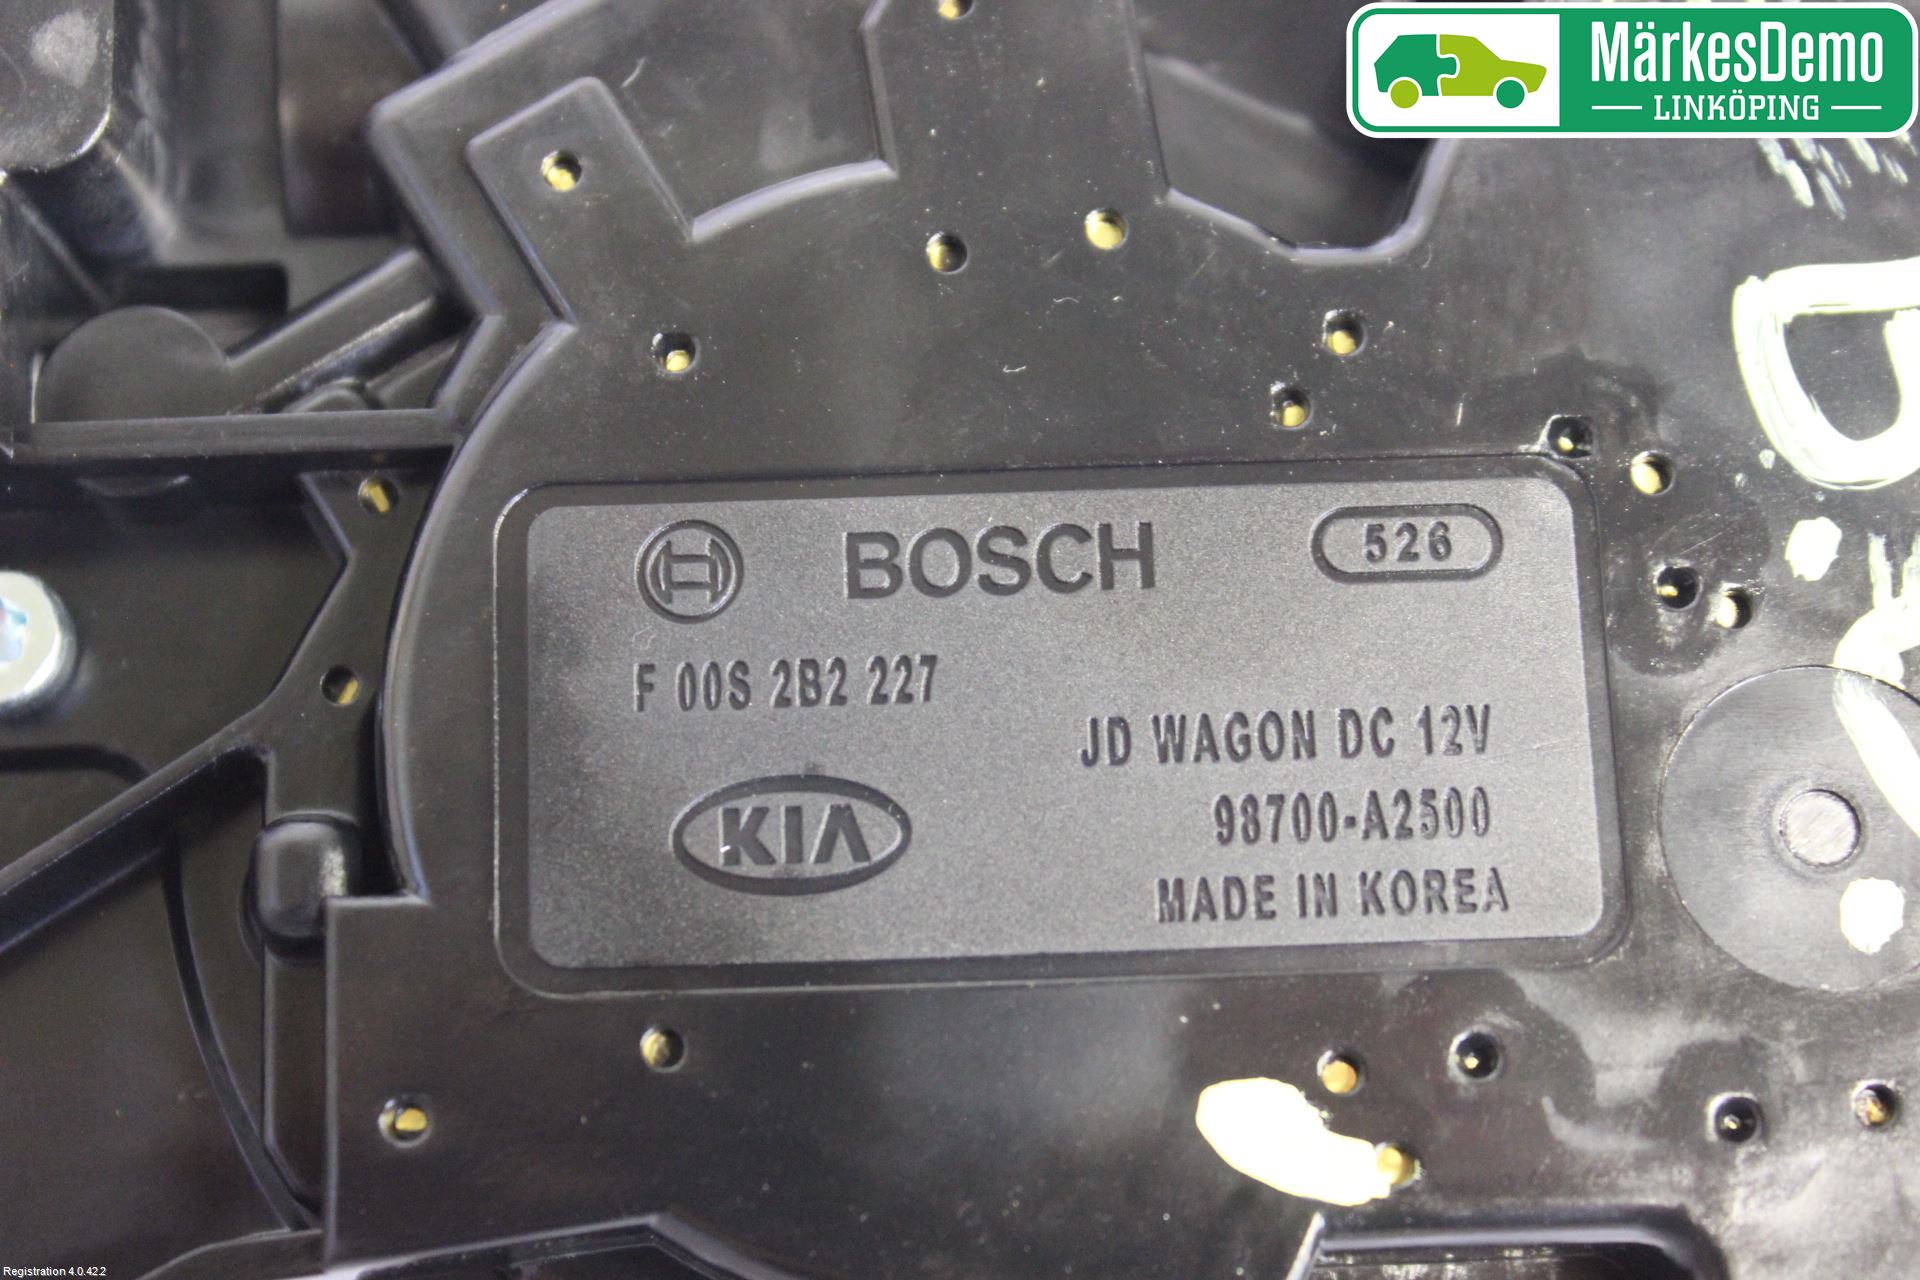 MärkesDemo
LINKÖPING
BOSCH
526
F 00S 2B2 227
JD WAGON DC 12V
KIA
98700-A2500
MADE IN KOREA
Registration 4.0.42.2